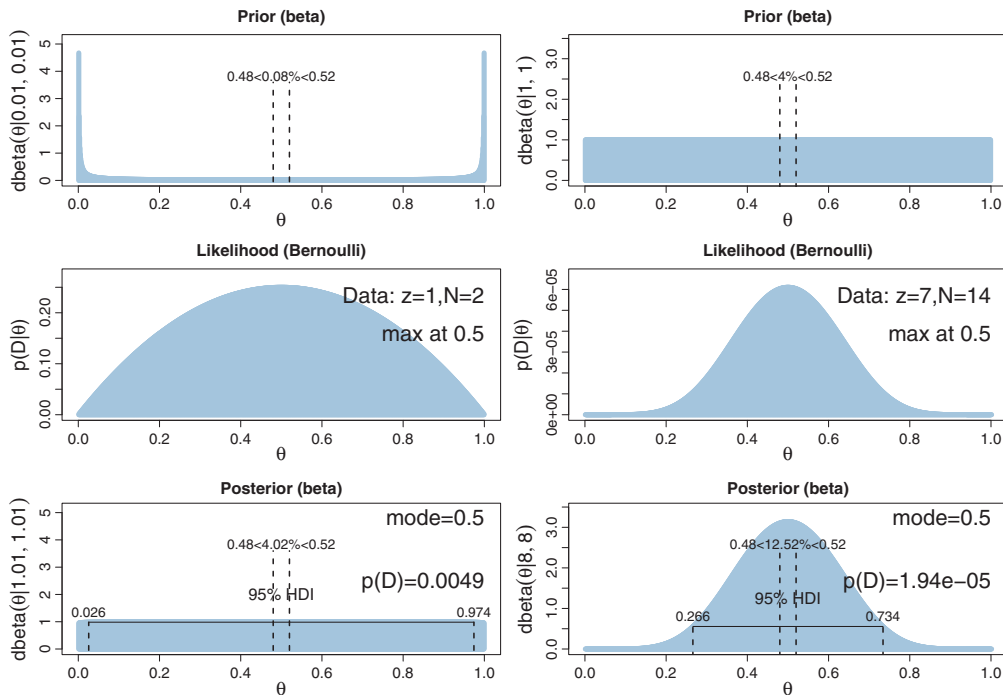 Prior (beta)
dbeta(θ|0.01, 0.01)
0 1 2 3 4 5
0.48<0.08%<0.52
0.0 0.2 0.4 0.6 0.8 1.0
θ
Prior (beta)
dbeta(θ|1, 1)
0.0 1.0 2.0 3.0
0.48<4%<0.52
0.0 0.2 0.4 0.6 0.8 1.0
θ
Likelihood (Bernoulli)
p(D|θ)
0.00 0.10 0.20
Data: z=1,N=2
max at 0.5
0.0 0.2 0.4 0.6 0.8 1.0
θ
Likelihood (Bernoulli)
p(D|θ)
0e+00 3e-05 6e-05
Data: z=7,N=14
max at 0.5
0.0 0.2 0.4 0.6 0.8 1.0
θ
Posterior (beta)
dbeta(θ|1.01, 1.01)
0 1 2 3 4 5
mode=0.5
0.48<4.02%<0.52
p(D)=0.0049
95% HDI
0.026 0.974
0.0 0.2 0.4 0.6 0.8 1.0
θ
Posterior (beta)
dbeta(θ|8, 8)
0.0 1.0 2.0 3.0
mode=0.5
0.48<12.52%<0.52
p(D)=1.94e-05
95% HDI
0.266 0.734
0.0 0.2 0.4 0.6 0.8 1.0
θ